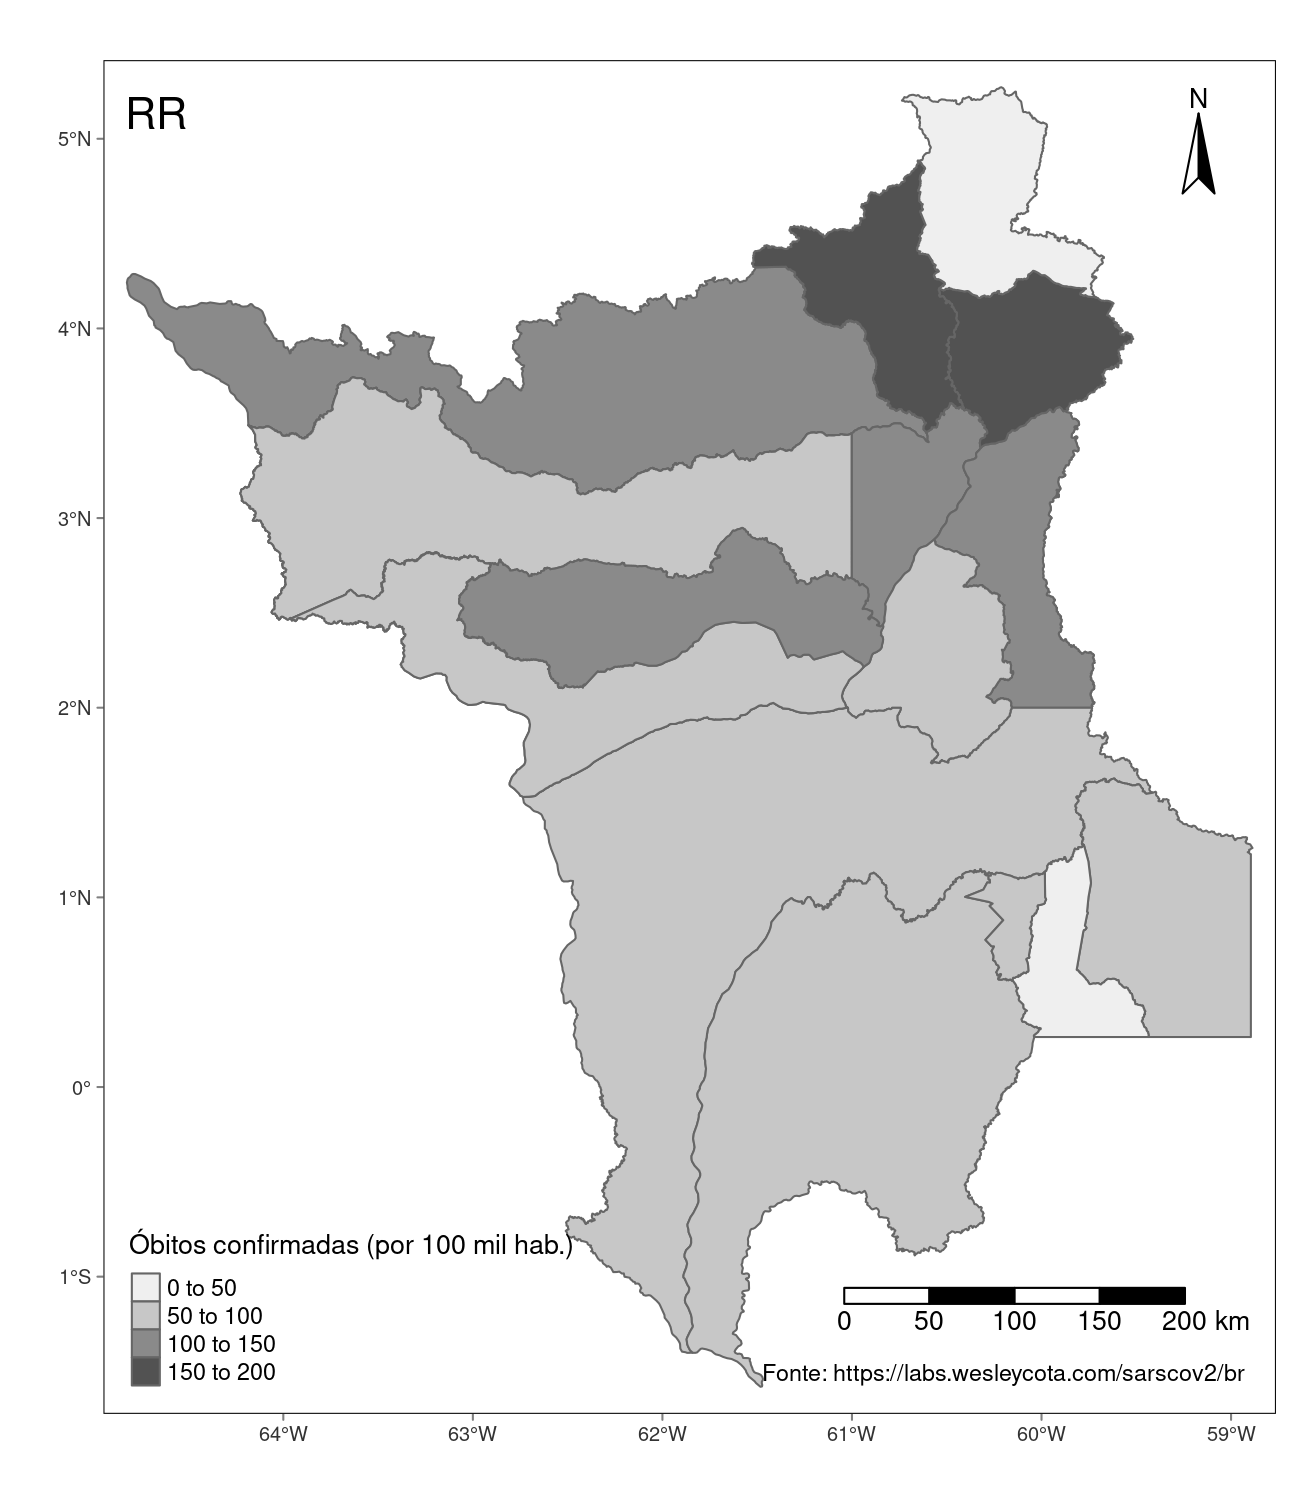 RR
N
5°N
4°N
3°N
2°N
1°N
0°
1°S
Óbitos confirmadas (por 100 mil hab.)
0 to 50
50 to 100
100 to 150
150 to 200
0 50 100 150 200 km
Fonte: https://labs.wesleycota.com/sarscov2/br
64°W 63°W 62°W 61°W 60°W 59°W